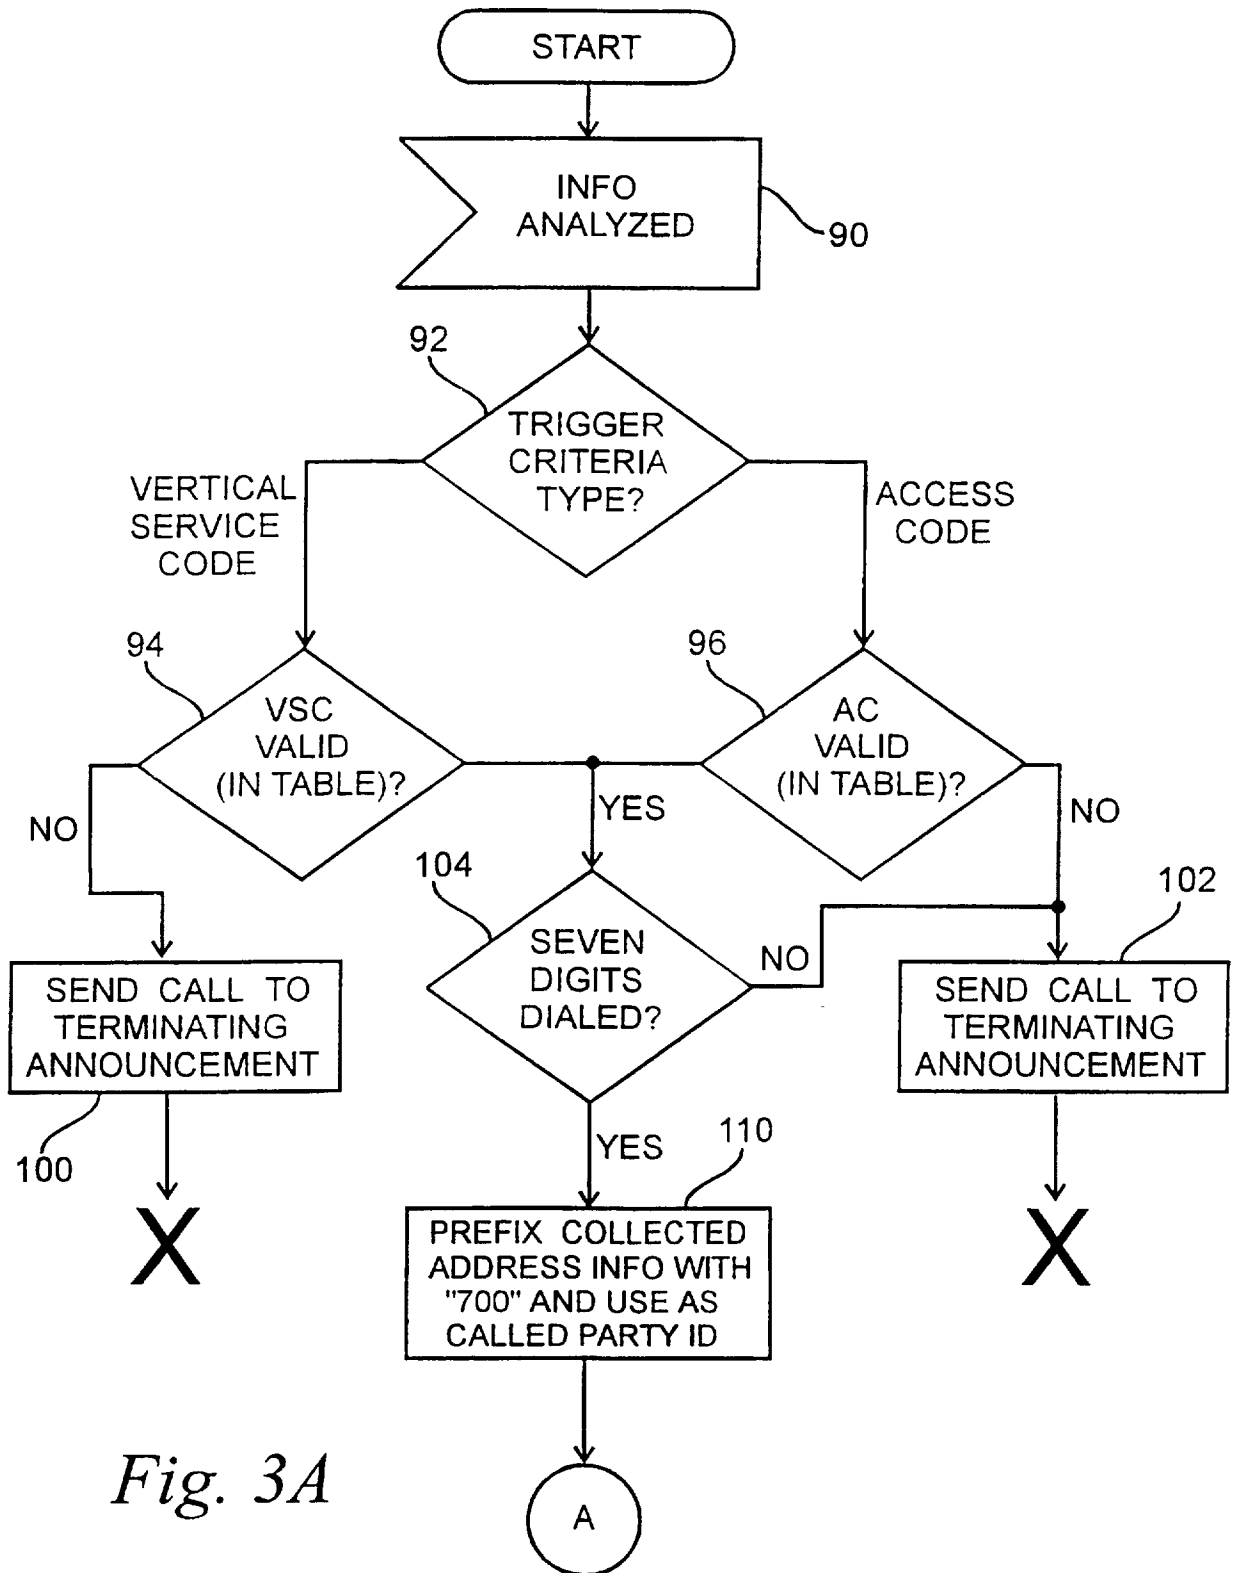 START
INFO
ANALYZED
90
92
TRIGGER
CRITERIA
TYPE?
VERTICAL
SERVICE
CODE
ACCESS
CODE
94
VSC
VALID
(IN TABLE)?
96
AC
VALID
(IN TABLE)?
NO
YES
NO
104
SEVEN
DIGITS
DIALED?
NO
102
SEND CALL TO
TERMINATING
ANNOUNCEMENT
100
SEND CALL TO
TERMINATING
ANNOUNCEMENT
YES
110
X
PREFIX COLLECTED
ADDRESS INFO WITH
"700" AND USE AS
CALLED PARTY ID
X
Fig. 3A
A